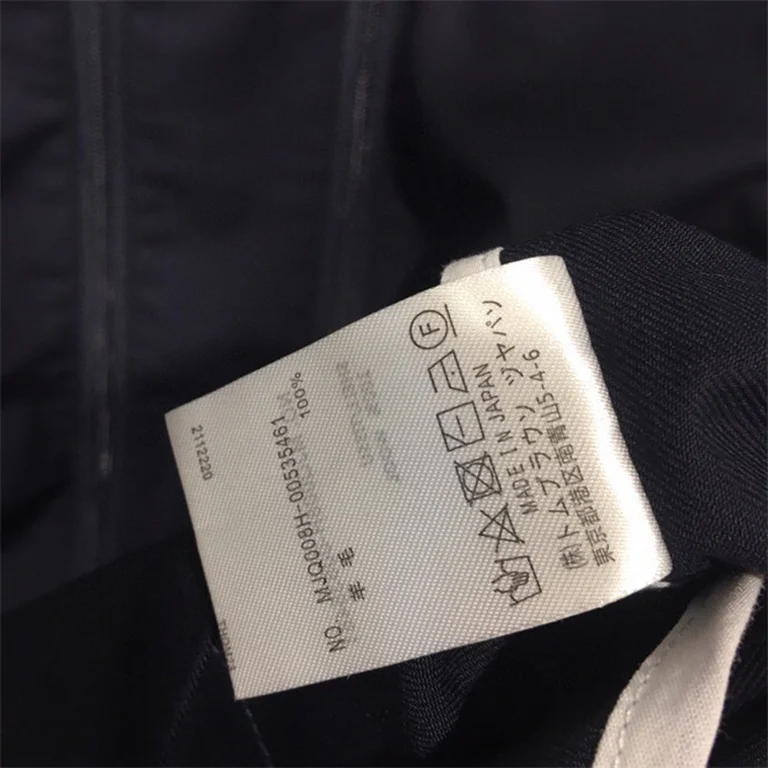 2112220
NO. MJQ008H-00535461
羊 毛 100%
F
MADE IN JAPAN
㈱トムブラウン ジャパン
東京都港区南青山5-4-6